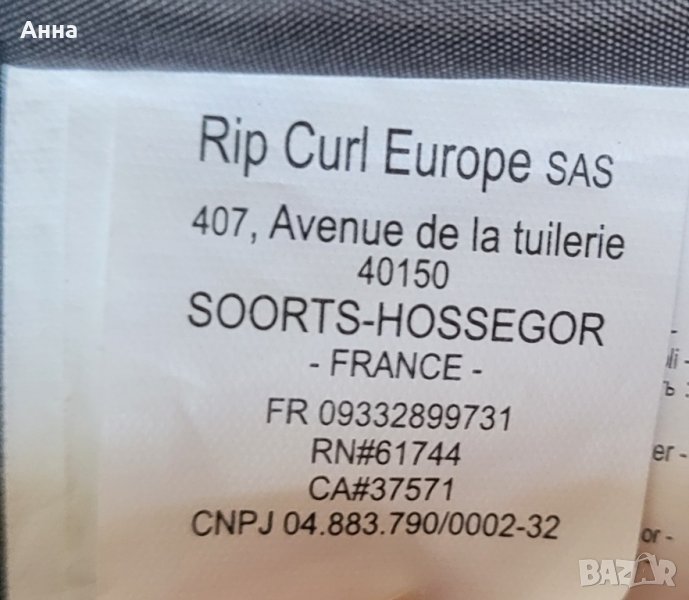 Анна
Rip Curl Europe SAS
407, Avenue de la tuilerie
40150
SOORTS-HOSSEGOR
- FRANCE -
FR 09332899731
RN#61744
CA#37571
CNPJ 04.883.790/0002-32
BAZAR